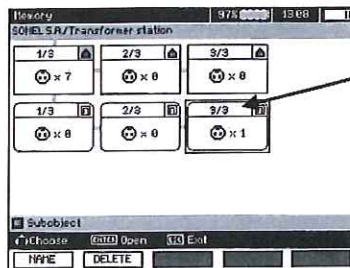 Memory 97% 13:08
SONEL S.A./Transformer station
1/3 2/3 3/3
x 7 x 0 x 0
1/3 2/3 3/3
x 0 x 0 x 1
Subobject
Choose ENTER Open ESC Exit
NAME DELETE